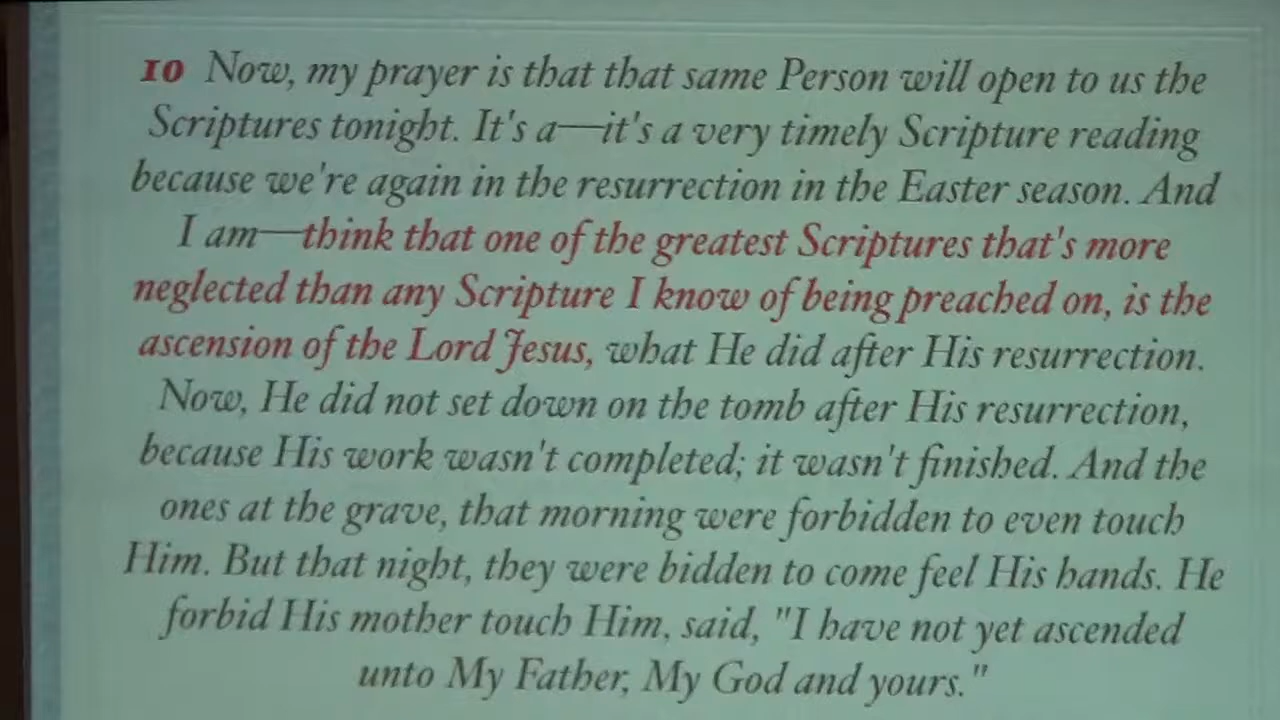 10 Now, my prayer is that that same Person will open to us the
Scriptures tonight. It's a—it's a very timely Scripture reading
because we're again in the resurrection in the Easter season. And
I am—think that one of the greatest Scriptures that's more
neglected than any Scripture I know of being preached on, is the
ascension of the Lord Jesus, what He did after His resurrection.
Now, He did not set down on the tomb after His resurrection,
because His work wasn't completed; it wasn't finished. And the
ones at the grave, that morning were forbidden to even touch
Him. But that night, they were bidden to come feel His hands. He
forbid His mother touch Him, said, "I have not yet ascended
unto My Father, My God and yours."